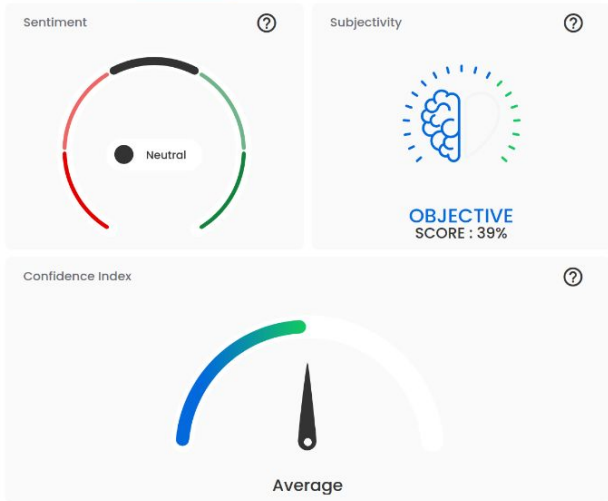 Sentiment
?
Subjectivity
?
Neutral
OBJECTIVE
SCORE : 39%
Confidence Index
?
Average